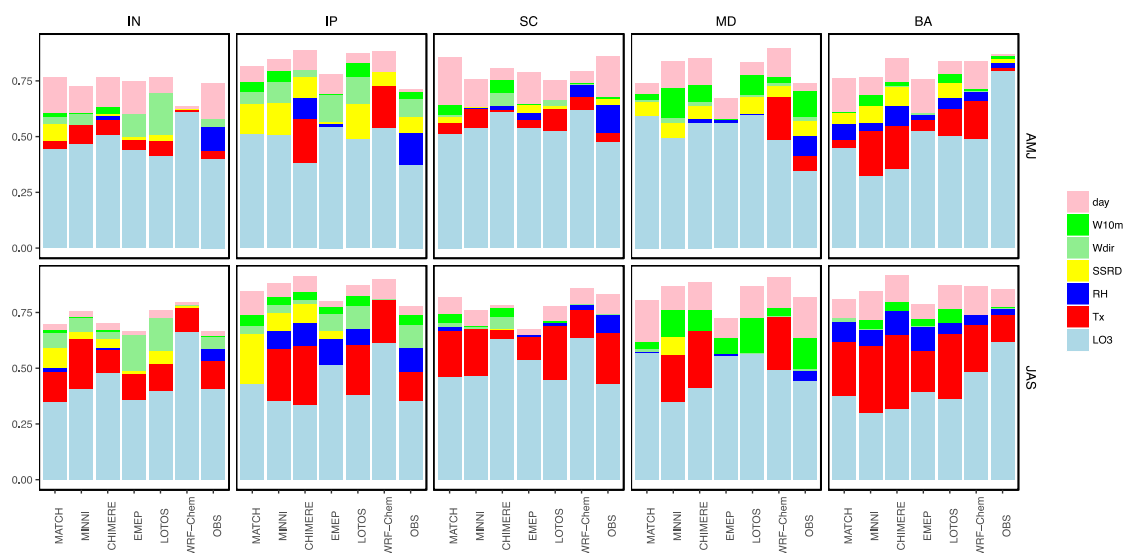 IN IP SC MD BA
0.75
0.50
0.25
0.00
AMJ
0.75
0.50
0.25
0.00
JAS
MATCH MINNI CHIMERE EMEP LOTOS WRF−Chem OBS MATCH MINNI CHIMERE EMEP LOTOS WRF−Chem OBS MATCH MINNI CHIMERE EMEP LOTOS WRF−Chem OBS MATCH MINNI CHIMERE EMEP LOTOS WRF−Chem OBS MATCH MINNI CHIMERE EMEP LOTOS WRF−Chem OBS
day
W10m
Wdir
SSRD
RH
Tx
LO3